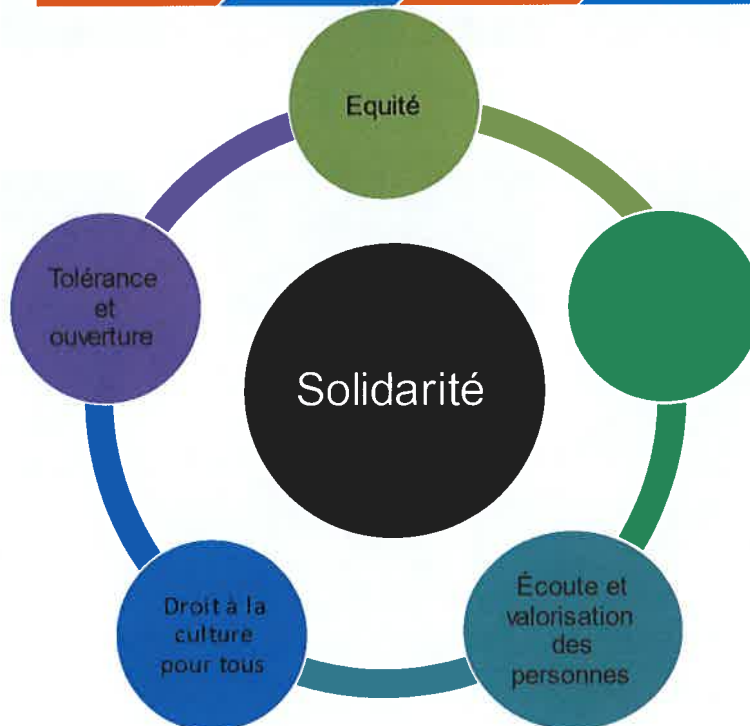 Equité
Tolérance
et
ouverture
Solidarité
Écoute et
valorisation
des
personnes
Droit à la
culture
pour tous